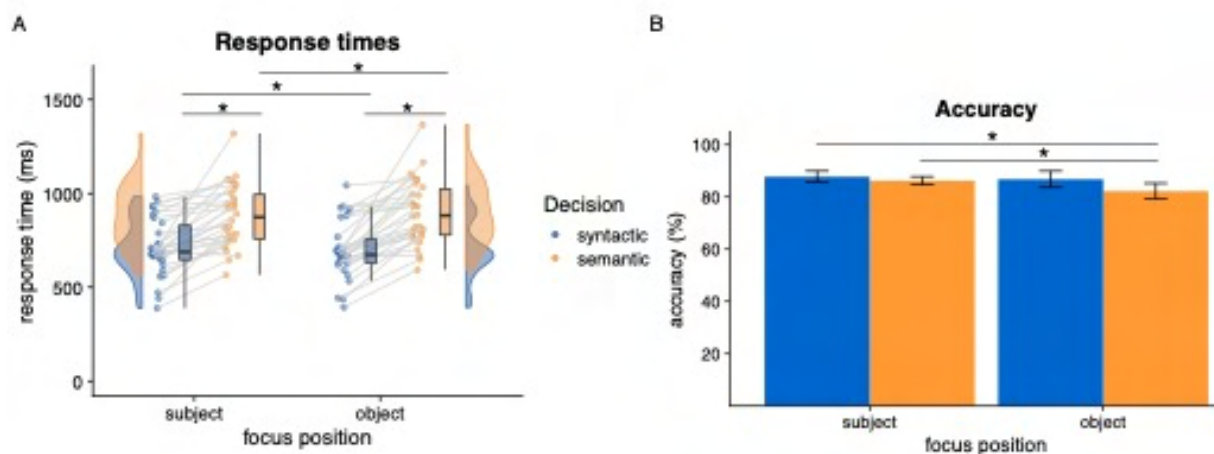 A
Response times
*
*
*
*
1500
1000
500
0
response time (ms)
subject
object
focus position
Decision
syntactic
semantic
B
Accuracy
*
*
100
80
60
40
20
accuracy (%)
subject
object
focus position